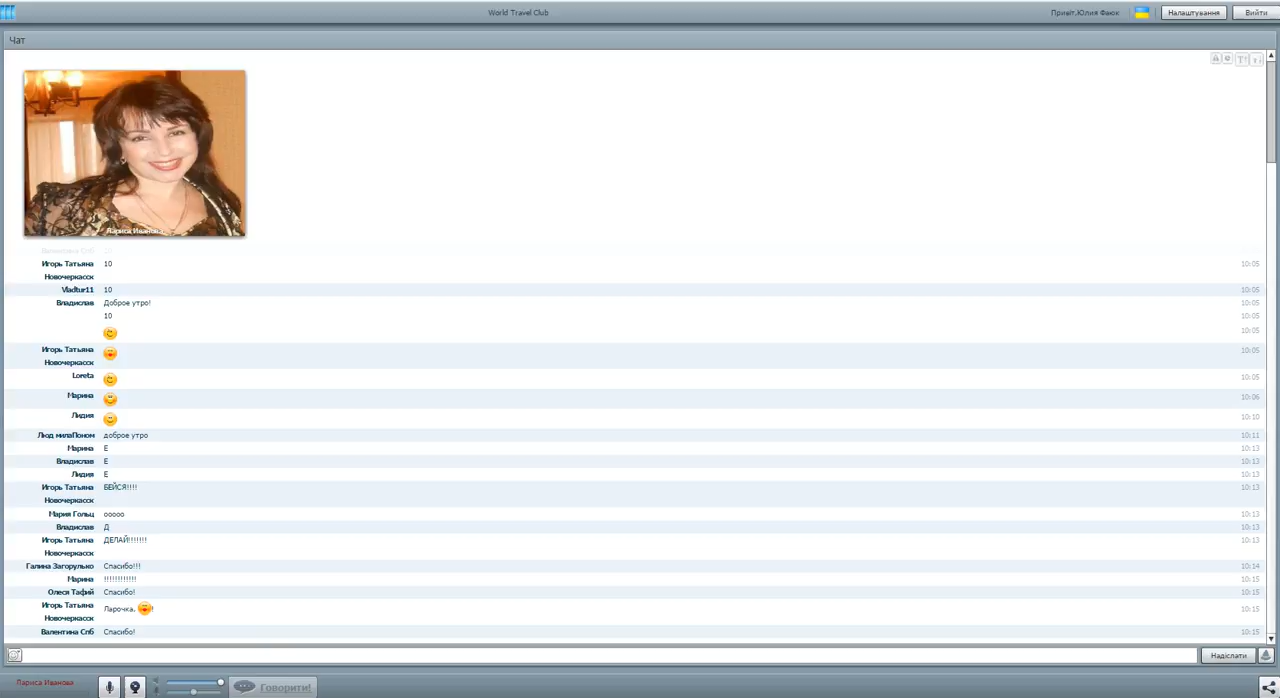 World Travel Club
Привіт,Юлия Феюк
Налаштування
Вийти
Чат
Лариса Иванова
Игорь Татьяна 10 10:05
Новочеркасск
Vladtur11 10 10:05
Владислав Доброе утро! 10:05
10 10:05
10:05
Игорь Татьяна 10:05
Новочеркасск
Loreta 10:05
Марина 10:06
Лидия 10:10
Люд милаПоном доброе утро 10:11
Марина Е 10:13
Владислав Е 10:13
Лидия Е 10:13
Игорь Татьяна БЕЙСЯ!!!! 10:13
Новочеркасск
Мария Гольц ооооо 10:13
Владислав Д 10:13
Игорь Татьяна ДЕЛАЙ!!!!!!! 10:13
Новочеркасск
Галина Загорулько Спасибо!!! 10:14
Марина !!!!!!!!!!!! 10:15
Олеся Тафий Спасибо! 10:15
Игорь Татьяна Ларочка, ! 10:15
Новочеркасск
Валентина Спб Спасибо! 10:15
Надіслати
Лариса Иванова
Говорити!